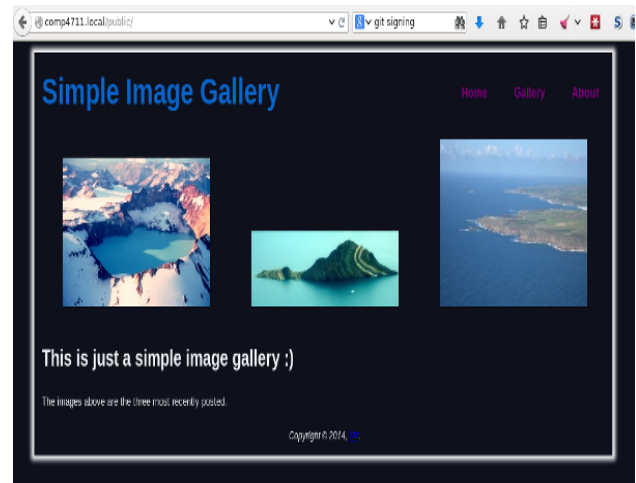 comp4711.local/public/
git signing
S
Simple Image Gallery
Home Gallery About
This is just a simple image gallery :)
The images above are the three most recently posted.
Copyright © 2014,